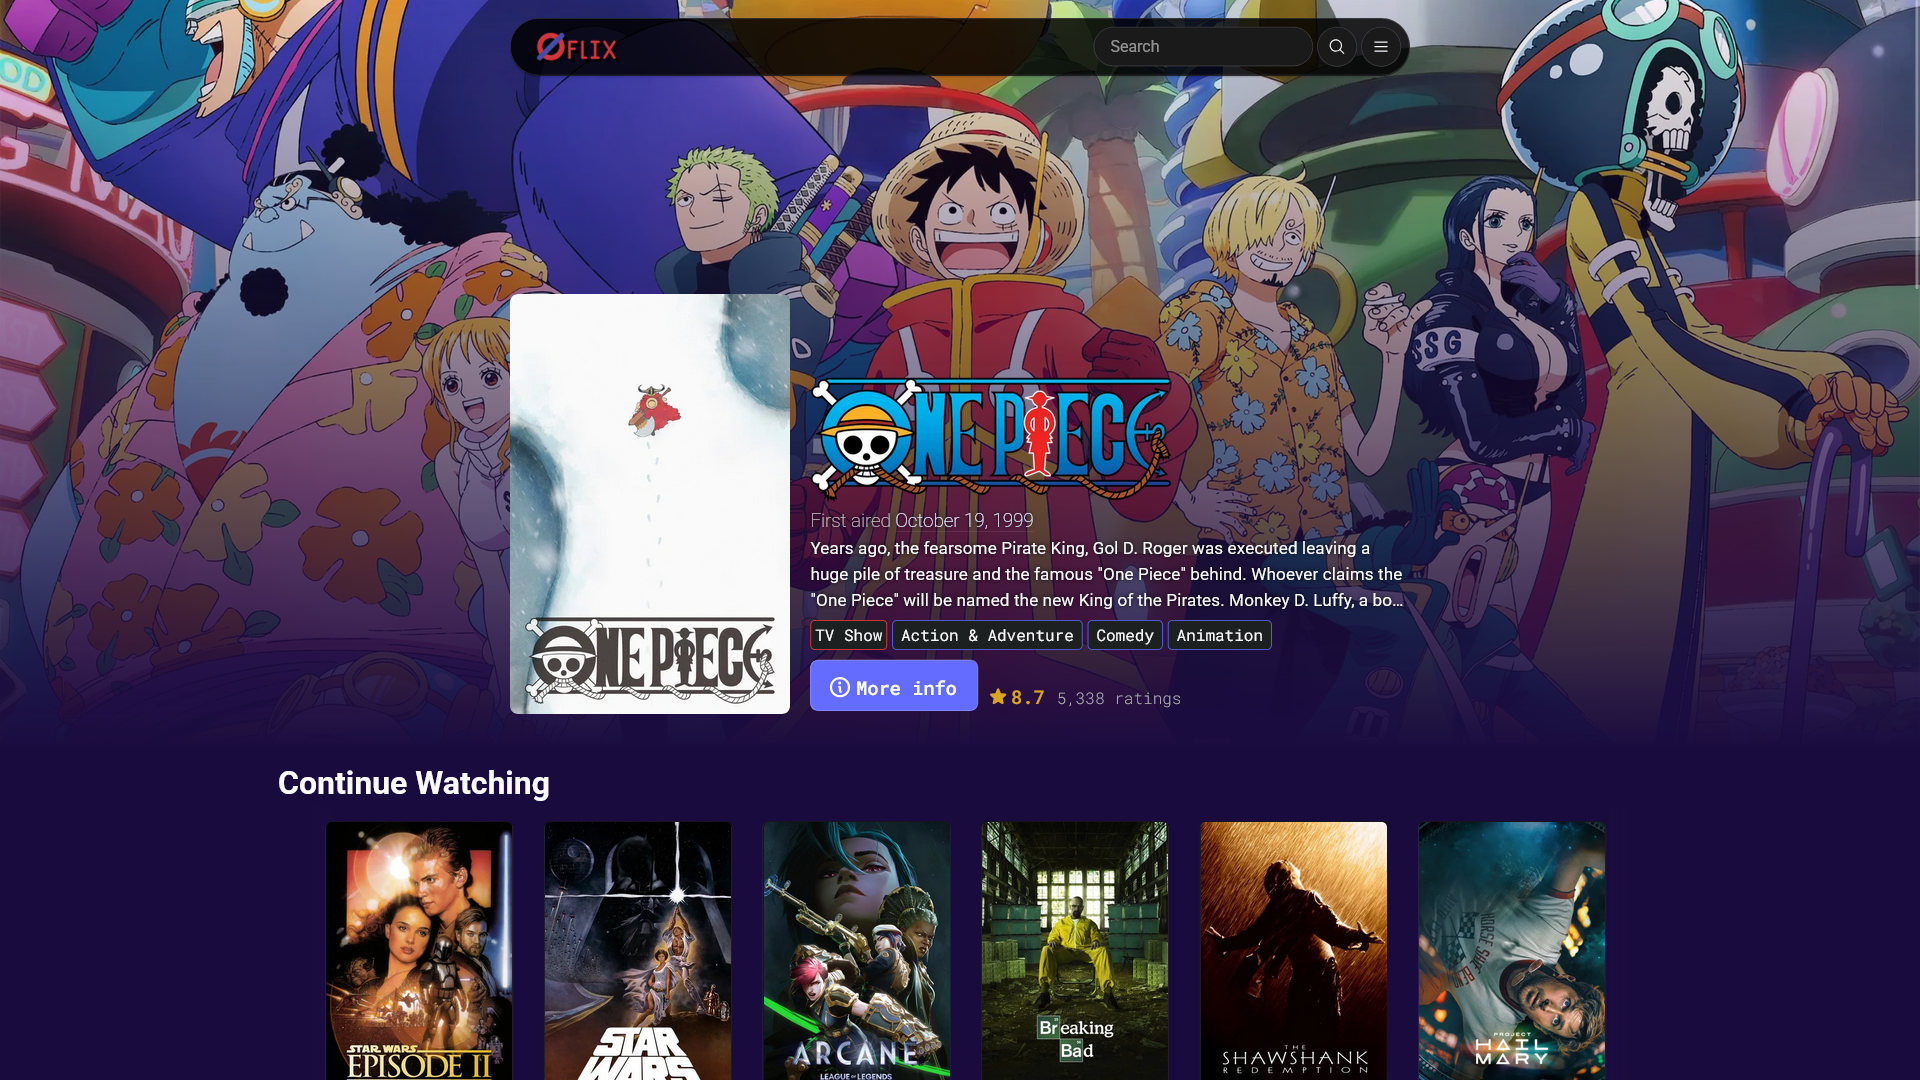 ØFLIX
Search
SSG
ONE PIECE
First aired October 19, 1999
Years ago, the fearsome Pirate King, Gol D. Roger was executed leaving a
huge pile of treasure and the famous "One Piece" behind. Whoever claims the
"One Piece" will be named the new King of the Pirates. Monkey D. Luffy, a bo...
TV Show
Action & Adventure
Comedy
Animation
ONE PIECE
More info
8.7
5,338 ratings
Continue Watching
STAR WARS
EPISODE II
STAR
WARS
ARCANE
LEAGUE OF LEGENDS
Breaking
Bad
THE
SHAWSHANK
REDEMPTION
PROJECT
HAIL
MARY